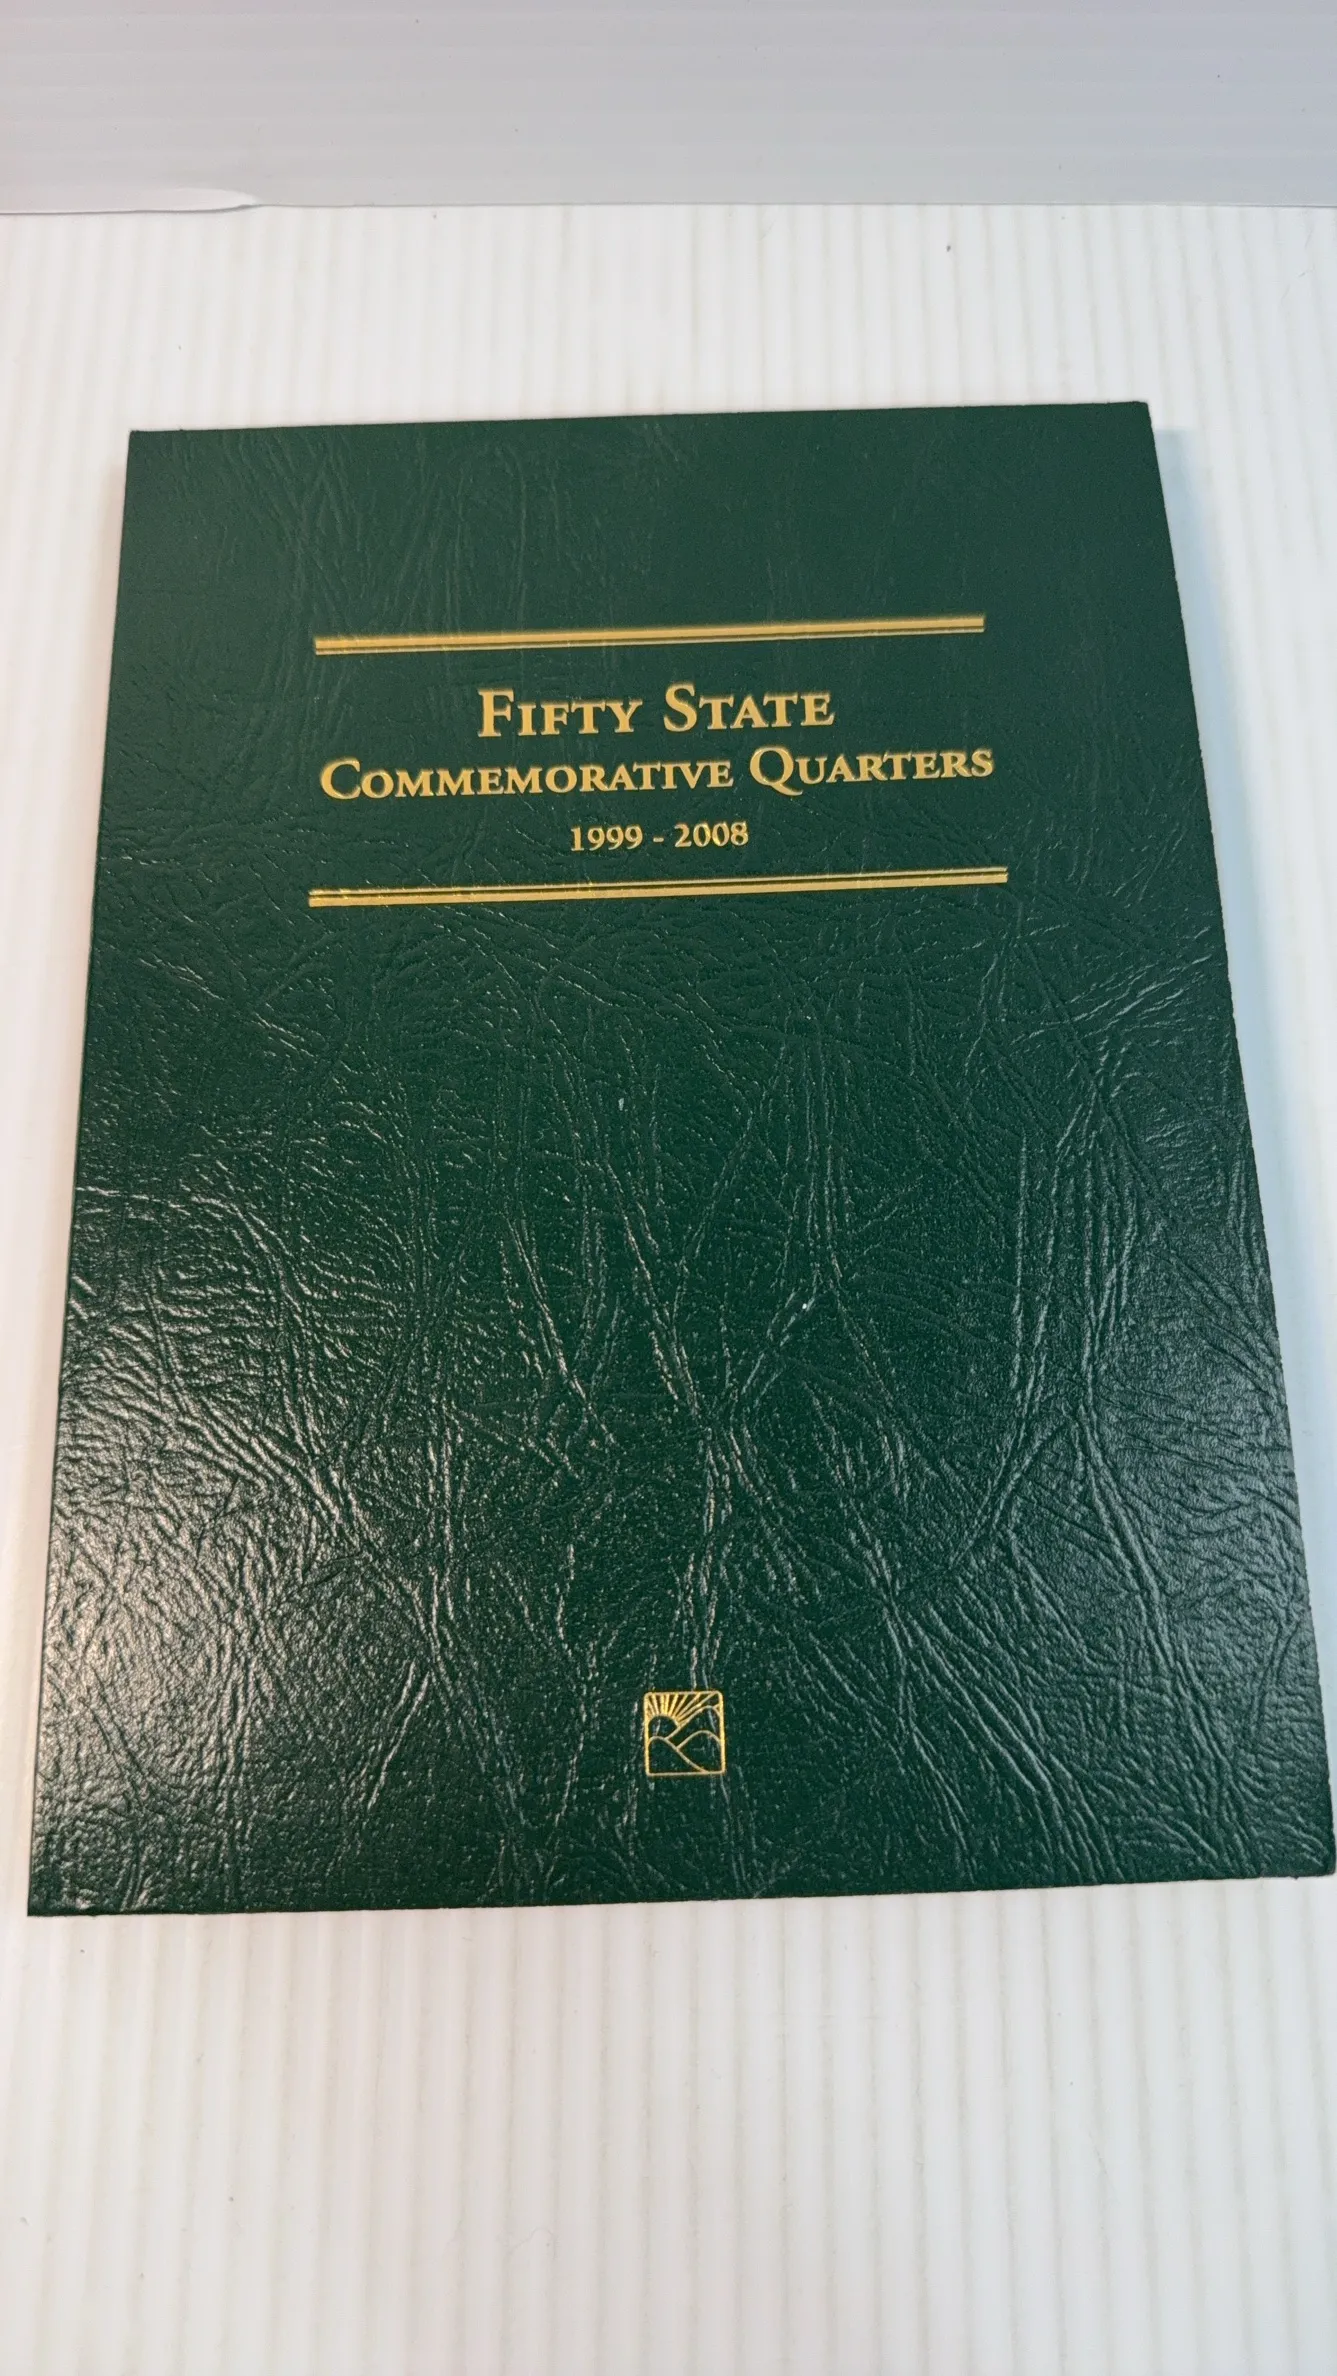 FIFTY STATE
COMMEMORATIVE QUARTERS
1999 - 2008